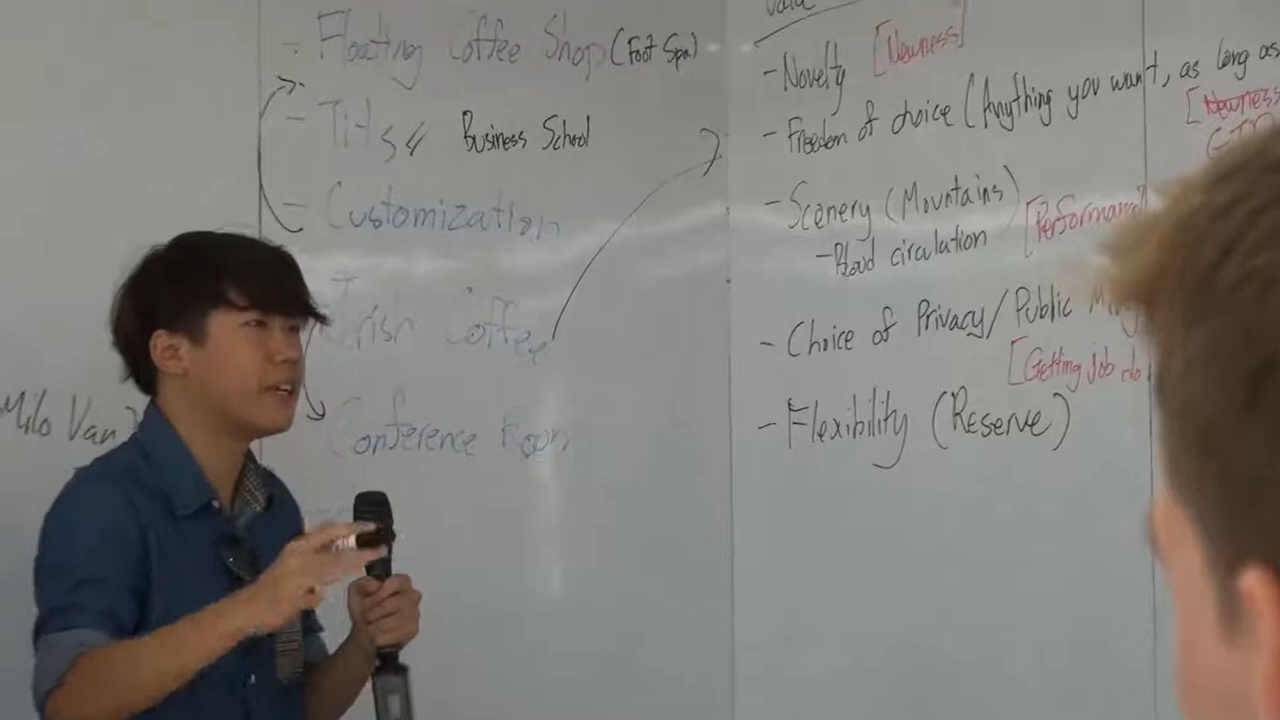 - Floating Coffee Shop (Foot Spa)
- Business School
- Customization
Irish Coffee
Conference Room
Milo Van
- Novelty [Newness]
- Freedom of choice (Anything you want, as long as
[Newness
- Scenery (Mountains)
- Blood circulation [Performanc
- Choice of Privacy/Public
[Getting job do
- Flexibility (Reserve)